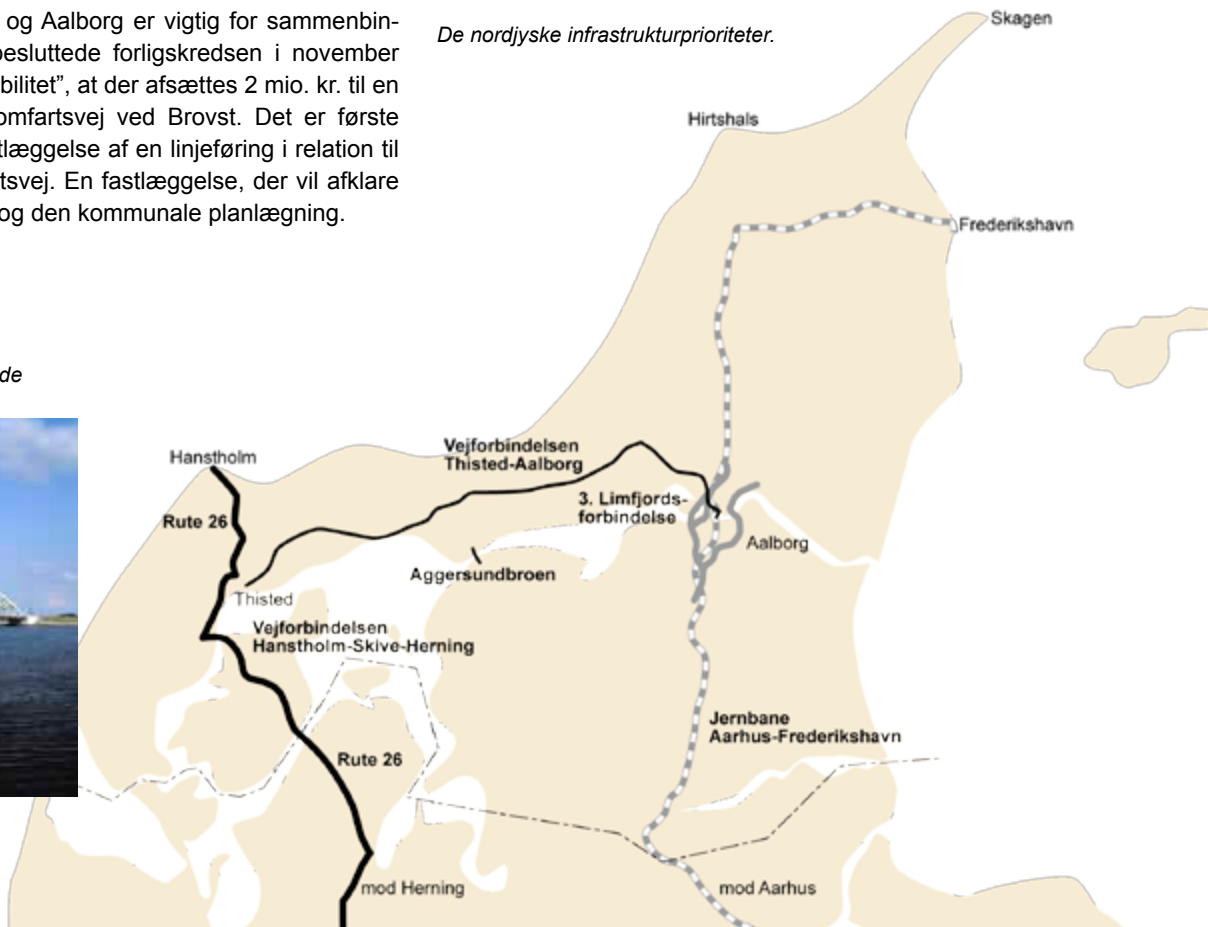 og Aalborg er vigtig for sammenbin-
besluttede forligskredsen i november
bilitet”, at der afsættes 2 mio. kr. til en
omfartsvej ved Brovst. Det er første
tlæggelse af en linjeføring i relation til
tsvej. En fastlæggelse, der vil afklare
og den kommunale planlægning.
De nordjyske infrastrukturprioriteter.
de
Skagen
Hirtshals
Frederikshavn
Hanstholm
Vejforbindelsen
Thisted-Aalborg
Rute 26
3. Limfjords-
forbindelse
Aalborg
Aggersundbroen
Thisted
Vejforbindelsen
Hanstholm-Skive-Herning
Jernbane
Aarhus-Frederikshavn
Rute 26
mod Herning
mod Aarhus